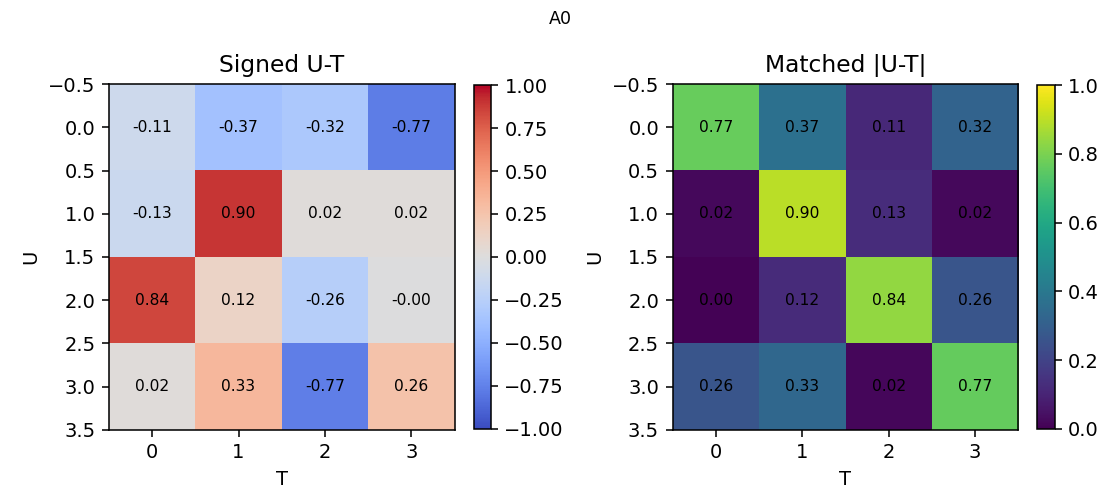 A0
Signed U-T
Matched |U-T|
−0.5
0.0
0.5
1.0
1.5
2.0
2.5
3.0
3.5
U
-0.11 -0.37 -0.32 -0.77
-0.13 0.90 0.02 0.02
0.84 0.12 -0.26 -0.00
0.02 0.33 -0.77 0.26
0 1 2 3
T
1.00
0.75
0.50
0.25
0.00
−0.25
−0.50
−0.75
−1.00
−0.5
0.0
0.5
1.0
1.5
2.0
2.5
3.0
3.5
U
0.77 0.37 0.11 0.32
0.02 0.90 0.13 0.02
0.00 0.12 0.84 0.26
0.26 0.33 0.02 0.77
0 1 2 3
T
1.0
0.8
0.6
0.4
0.2
0.0